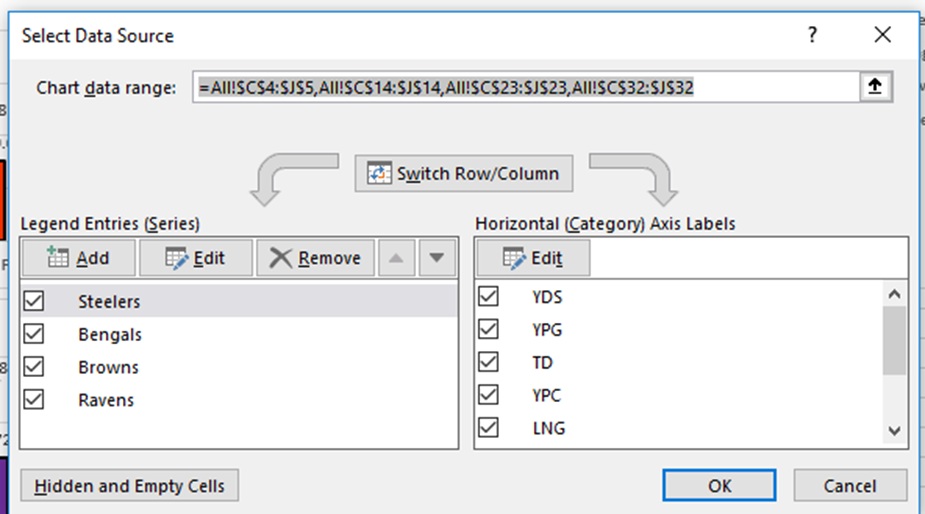 Select Data Source
?
Chart data range: =All!$C$4:$J$5,All!$C$14:$J$14,All!$C$23:$J$23,All!$C$32:$J$32
Switch Row/Column
Legend Entries (Series)
Add Edit Remove
Steelers
Bengals
Browns
Ravens
Horizontal (Category) Axis Labels
Edit
YDS
YPG
TD
YPC
LNG
Hidden and Empty Cells
OK Cancel